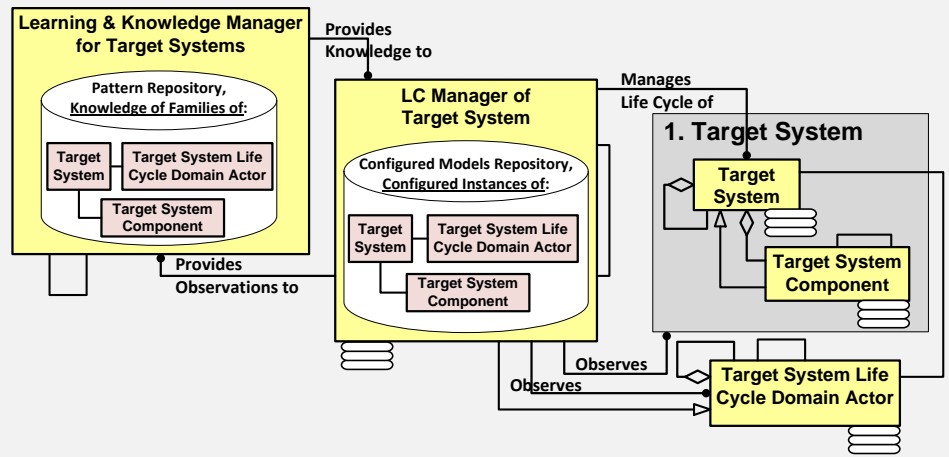 Learning & Knowledge Manager
for Target Systems
Pattern Repository,
Knowledge of Families of:
Target
System
Target System Life
Cycle Domain Actor
Target System
Component
Provides
Knowledge to
LC Manager of
Target System
Configured Models Repository,
Configured Instances of:
Target
System
Target System Life
Cycle Domain Actor
Target System
Component
Provides
Observations to
Manages
Life Cycle of
1. Target System
Target
System
Target System
Component
Observes
Observes
Target System Life
Cycle Domain Actor